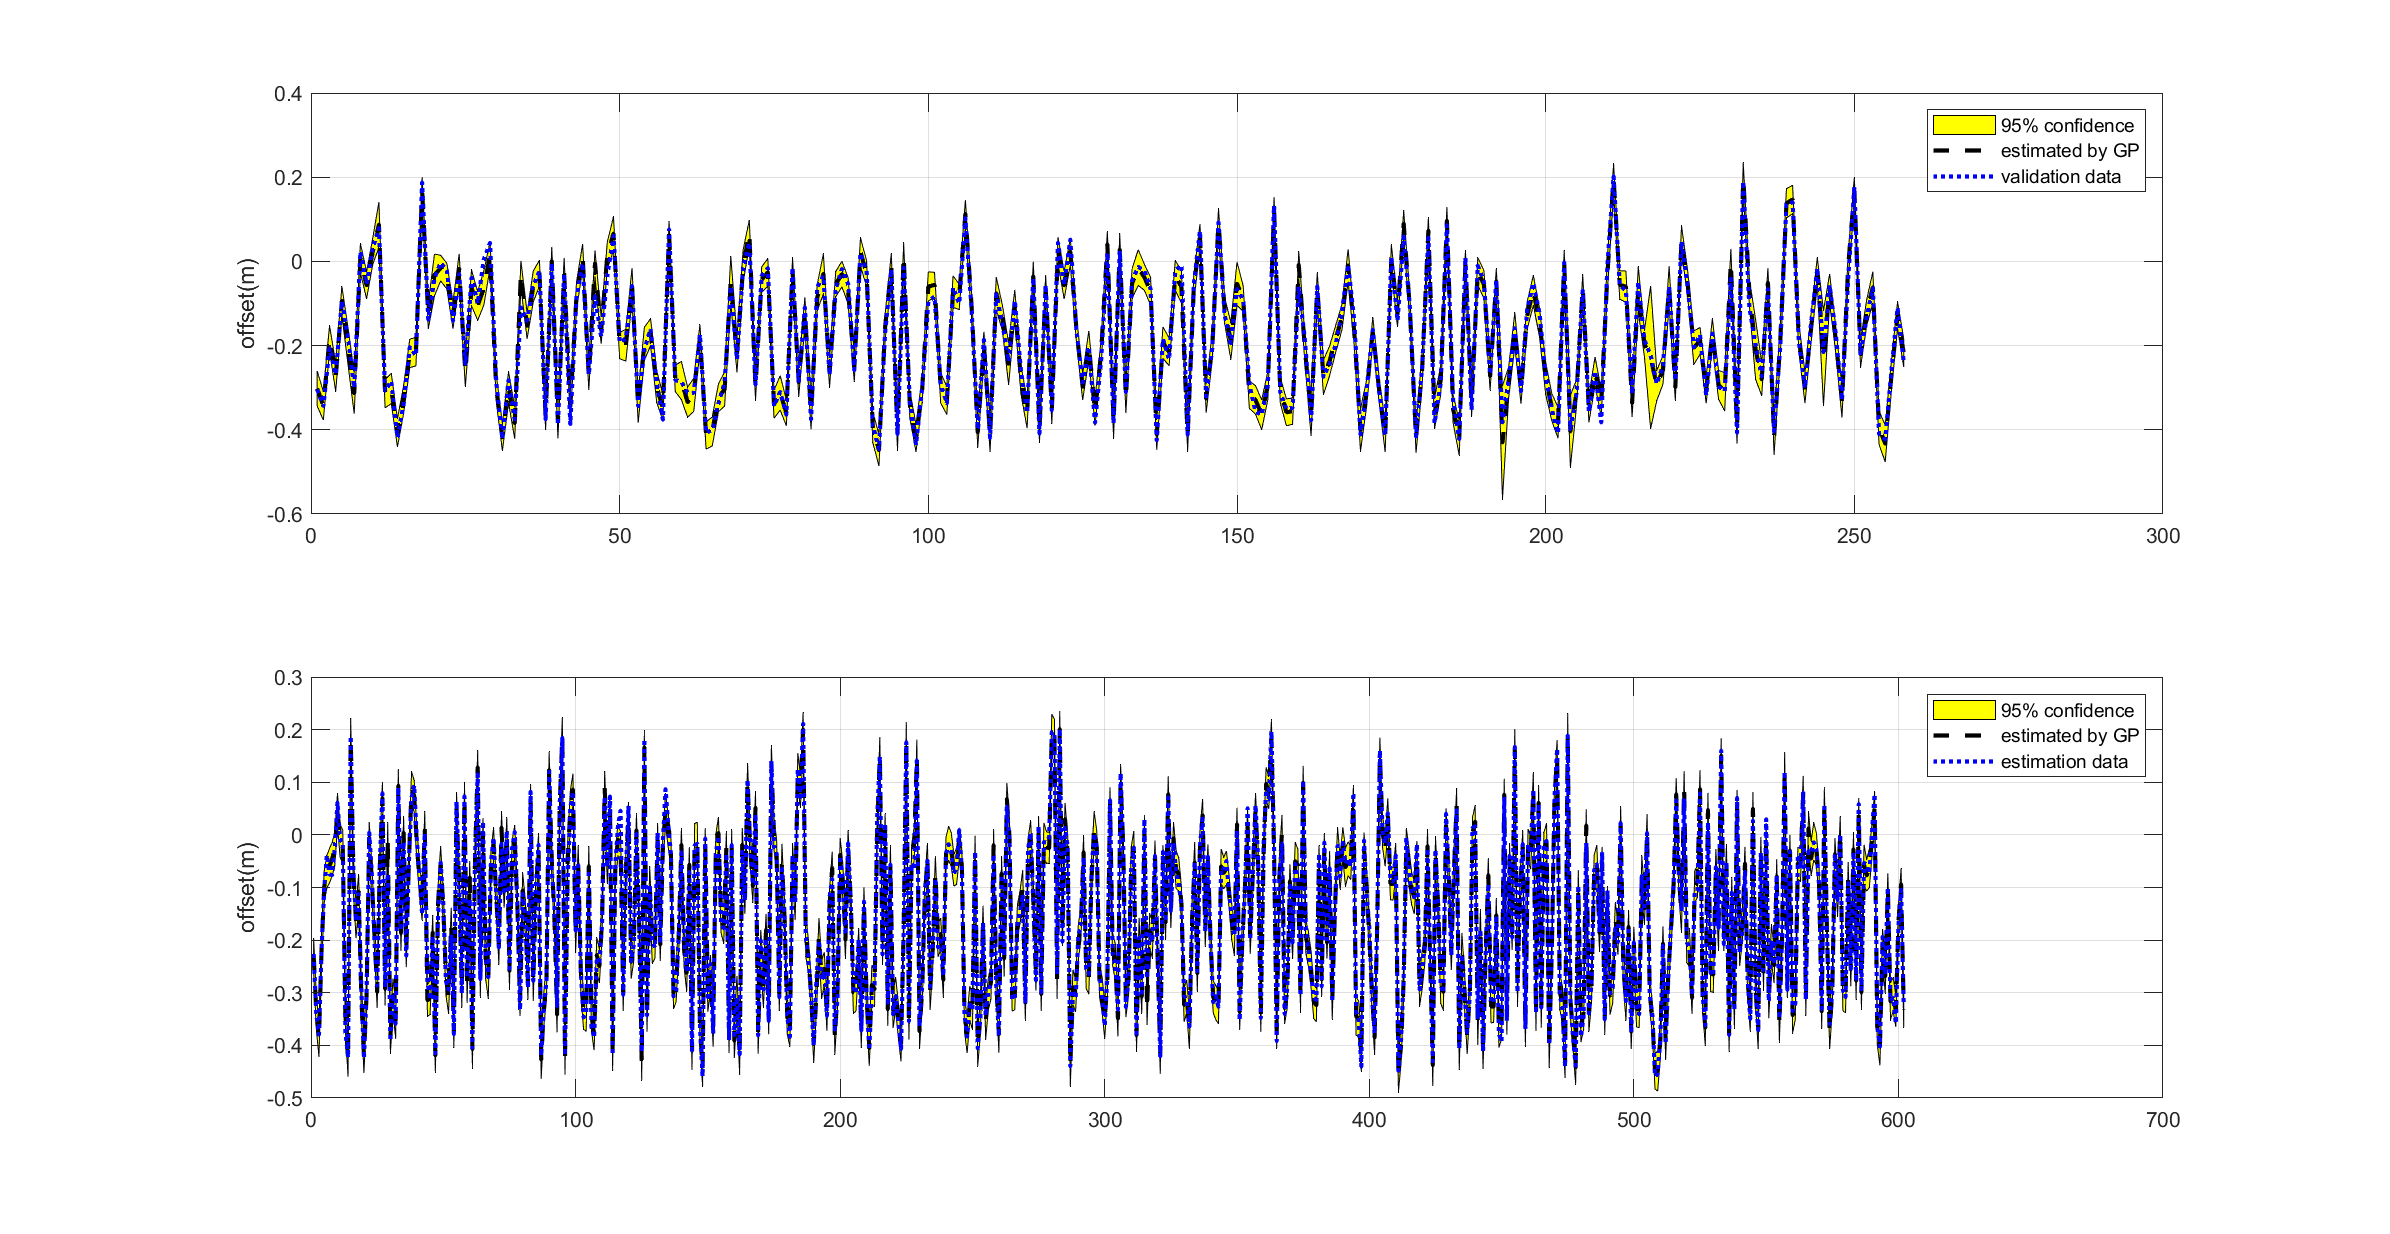 0.4
0.2
0
-0.2
-0.4
-0.6
offset(m)
0 50 100 150 200 250 300
95% confidence
estimated by GP
validation data
0.3
0.2
0.1
0
-0.1
-0.2
-0.3
-0.4
-0.5
offset(m)
0 100 200 300 400 500 600 700
95% confidence
estimated by GP
estimation data